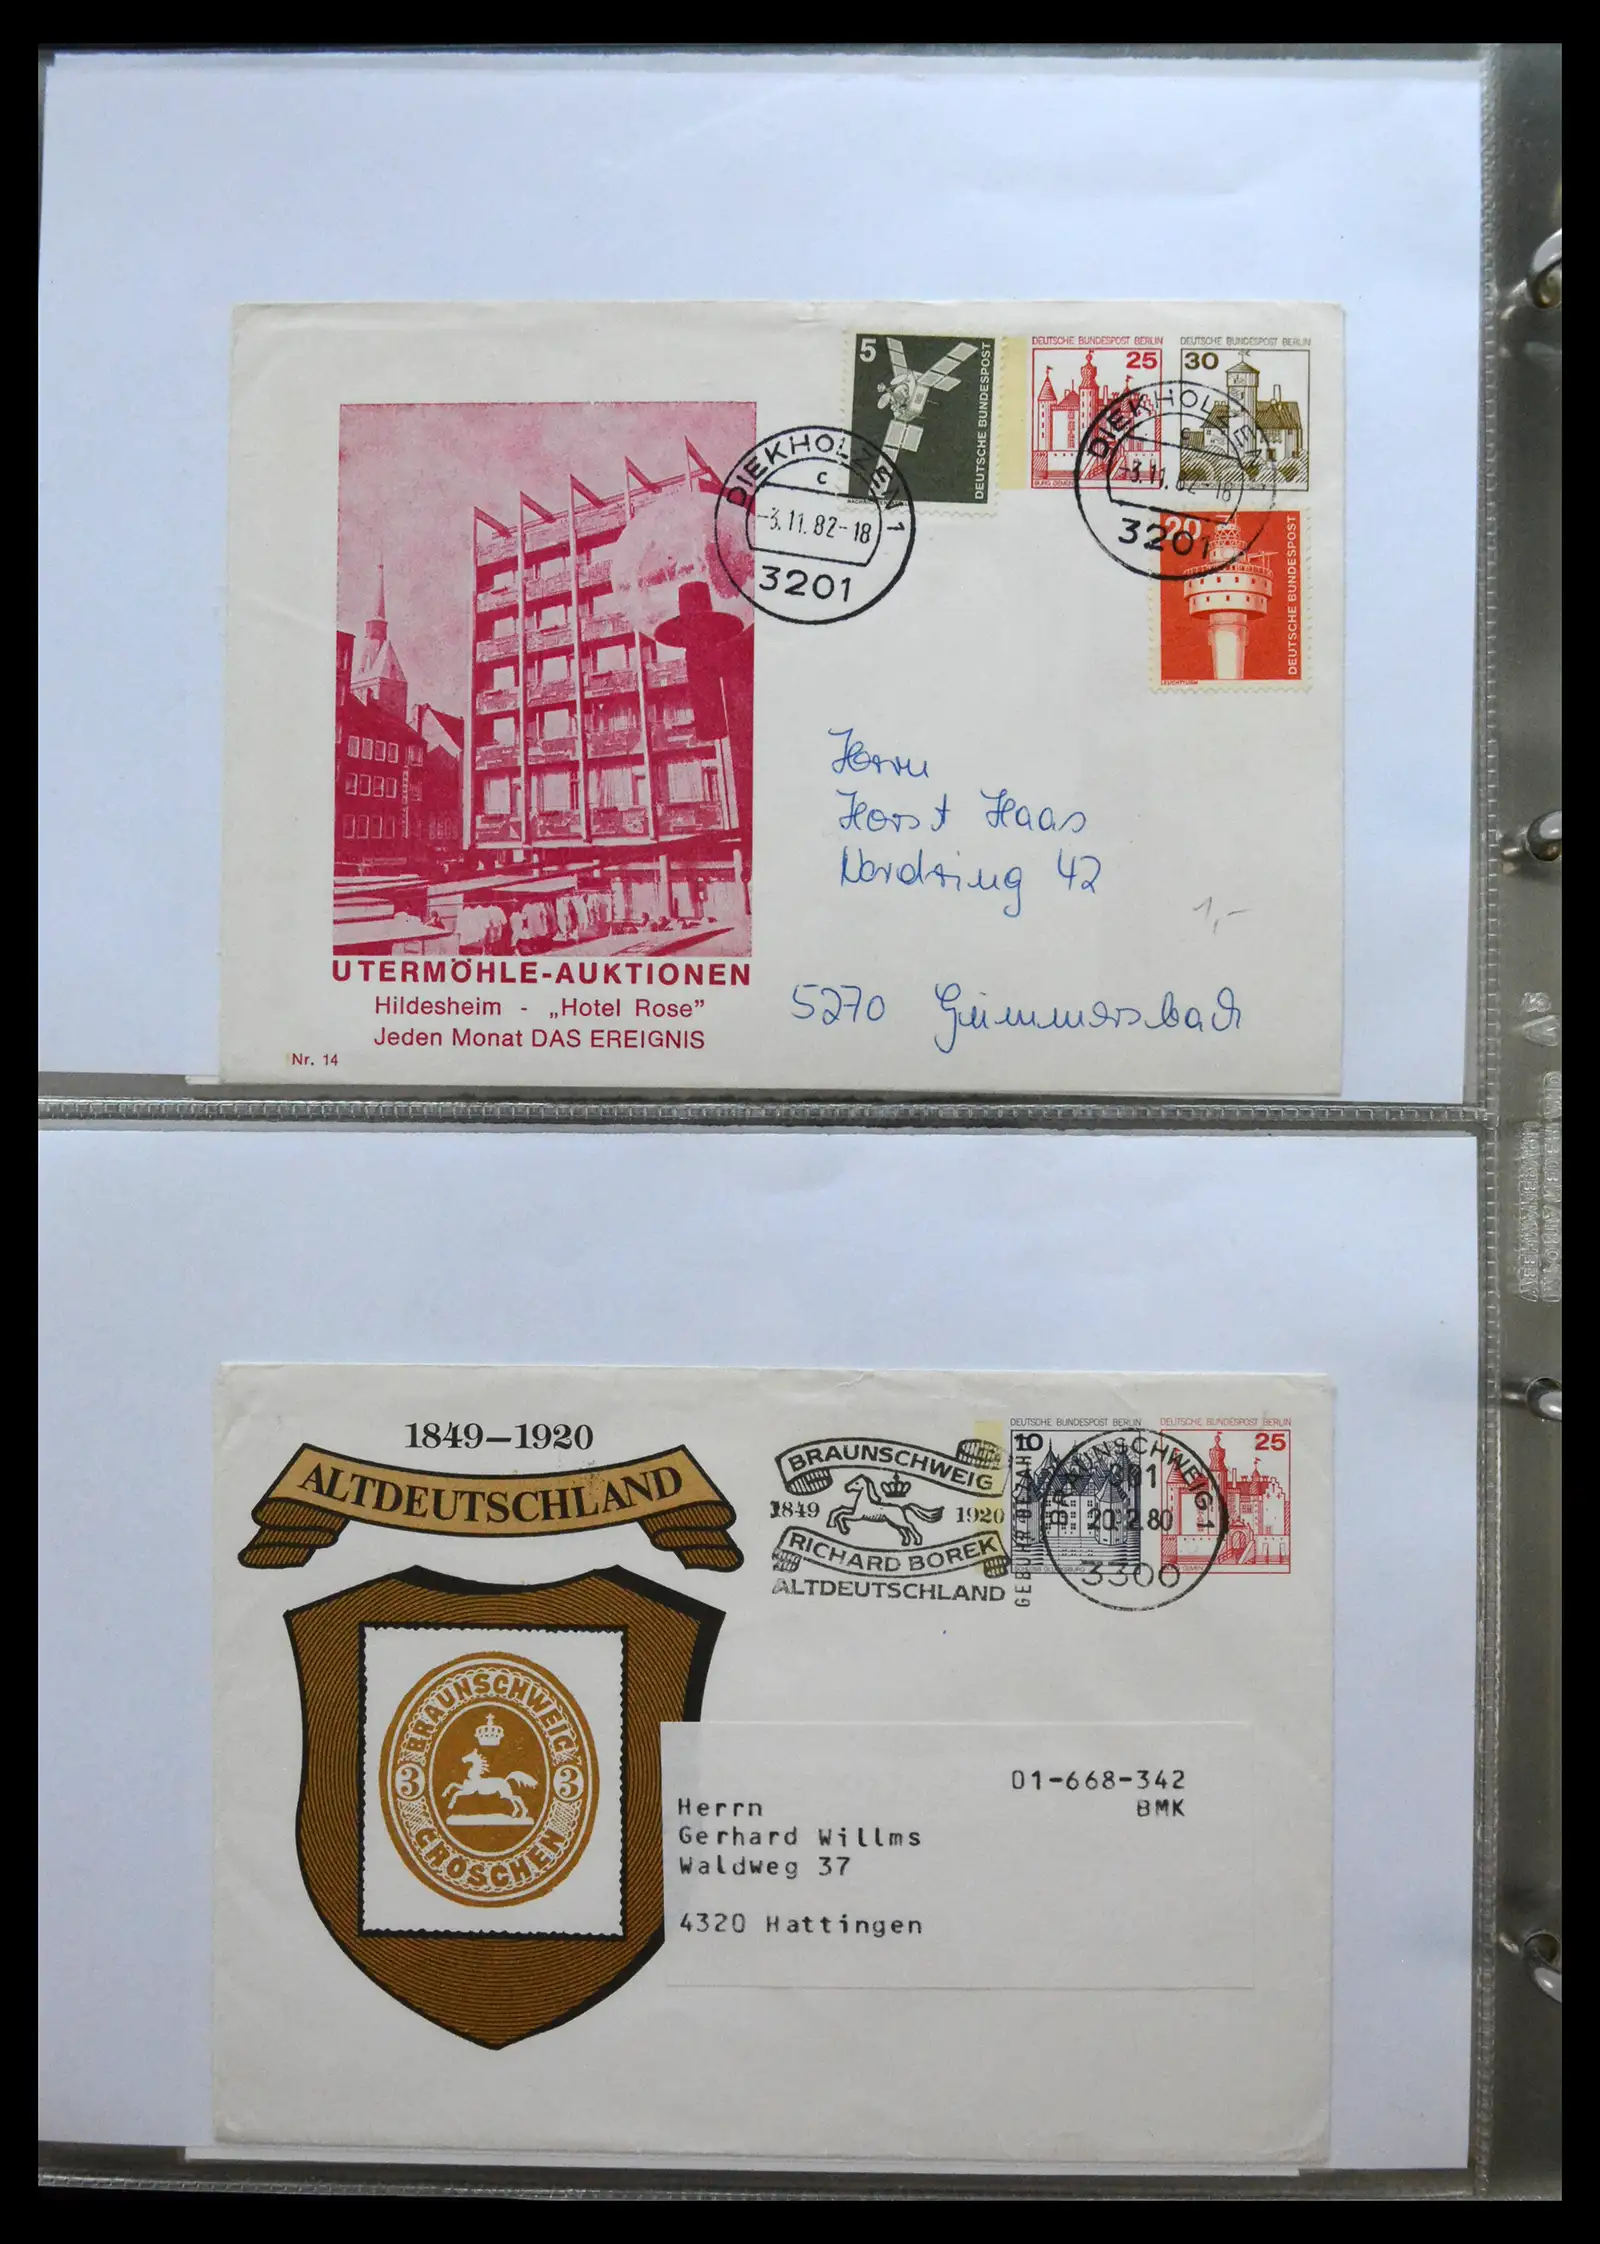 5
DEUTSCHE BUNDESPOST
DEUTSCHE BUNDESPOST BERLIN
25
DEUTSCHE BUNDESPOST BERLIN
30
DIEKHOLZEN 1
c
-3.11.82-18
3201
DIEKHOLZEN
c
-3.11.82-18
3201
20
DEUTSCHE BUNDESPOST
LEUCHTTURM
Herrn
Horst Haas
Nordring 42
1,-
5270 Gummersbach
UTERMÖHLE-AUKTIONEN
Hildesheim - „Hotel Rose”
Jeden Monat DAS EREIGNIS
Nr. 14
1849–1920
ALTDEUTSCHLAND
BRAUNSCHWEIG
3 3
GROSCHEN
BRAUNSCHWEIG
1849 1920
RICHARD BOREK
ALTDEUTSCHLAND
DEUTSCHE BUNDESPOST BERLIN
10
DEUTSCHE BUNDESPOST BERLIN
25
SCHLOSS GLÜCKSBURG
BRAUNSCHWEIG 1
20.2.80
3300
01-668-342
Herrn BMK
Gerhard Willms
Waldweg 37
4320 Hattingen